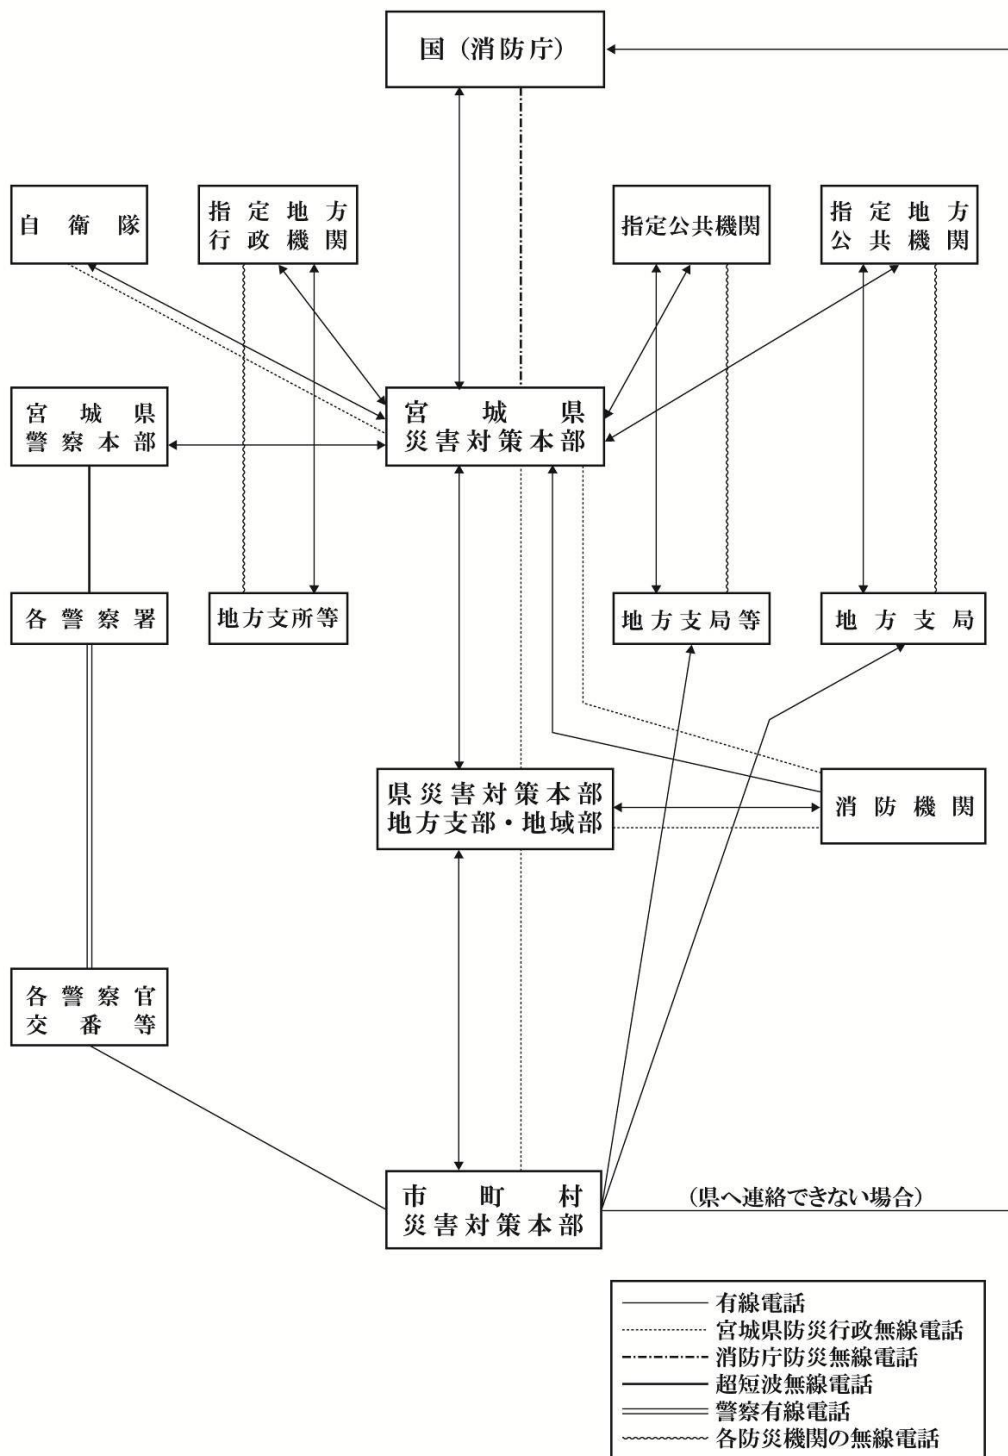 国（消防庁）
自衛隊
指定地方
行政機関
指定公共機関
指定地方
公共機関
宮城県
警察本部
宮城県
災害対策本部
各警察署
地方支所等
地方支局等
地方支局
県災害対策本部
地方支部・地域部
消防機関
各警察官
交番等
市町村
災害対策本部
（県へ連絡できない場合）
有線電話
宮城県防災行政無線電話
消防庁防災無線電話
超短波無線電話
警察有線電話
各防災機関の無線電話